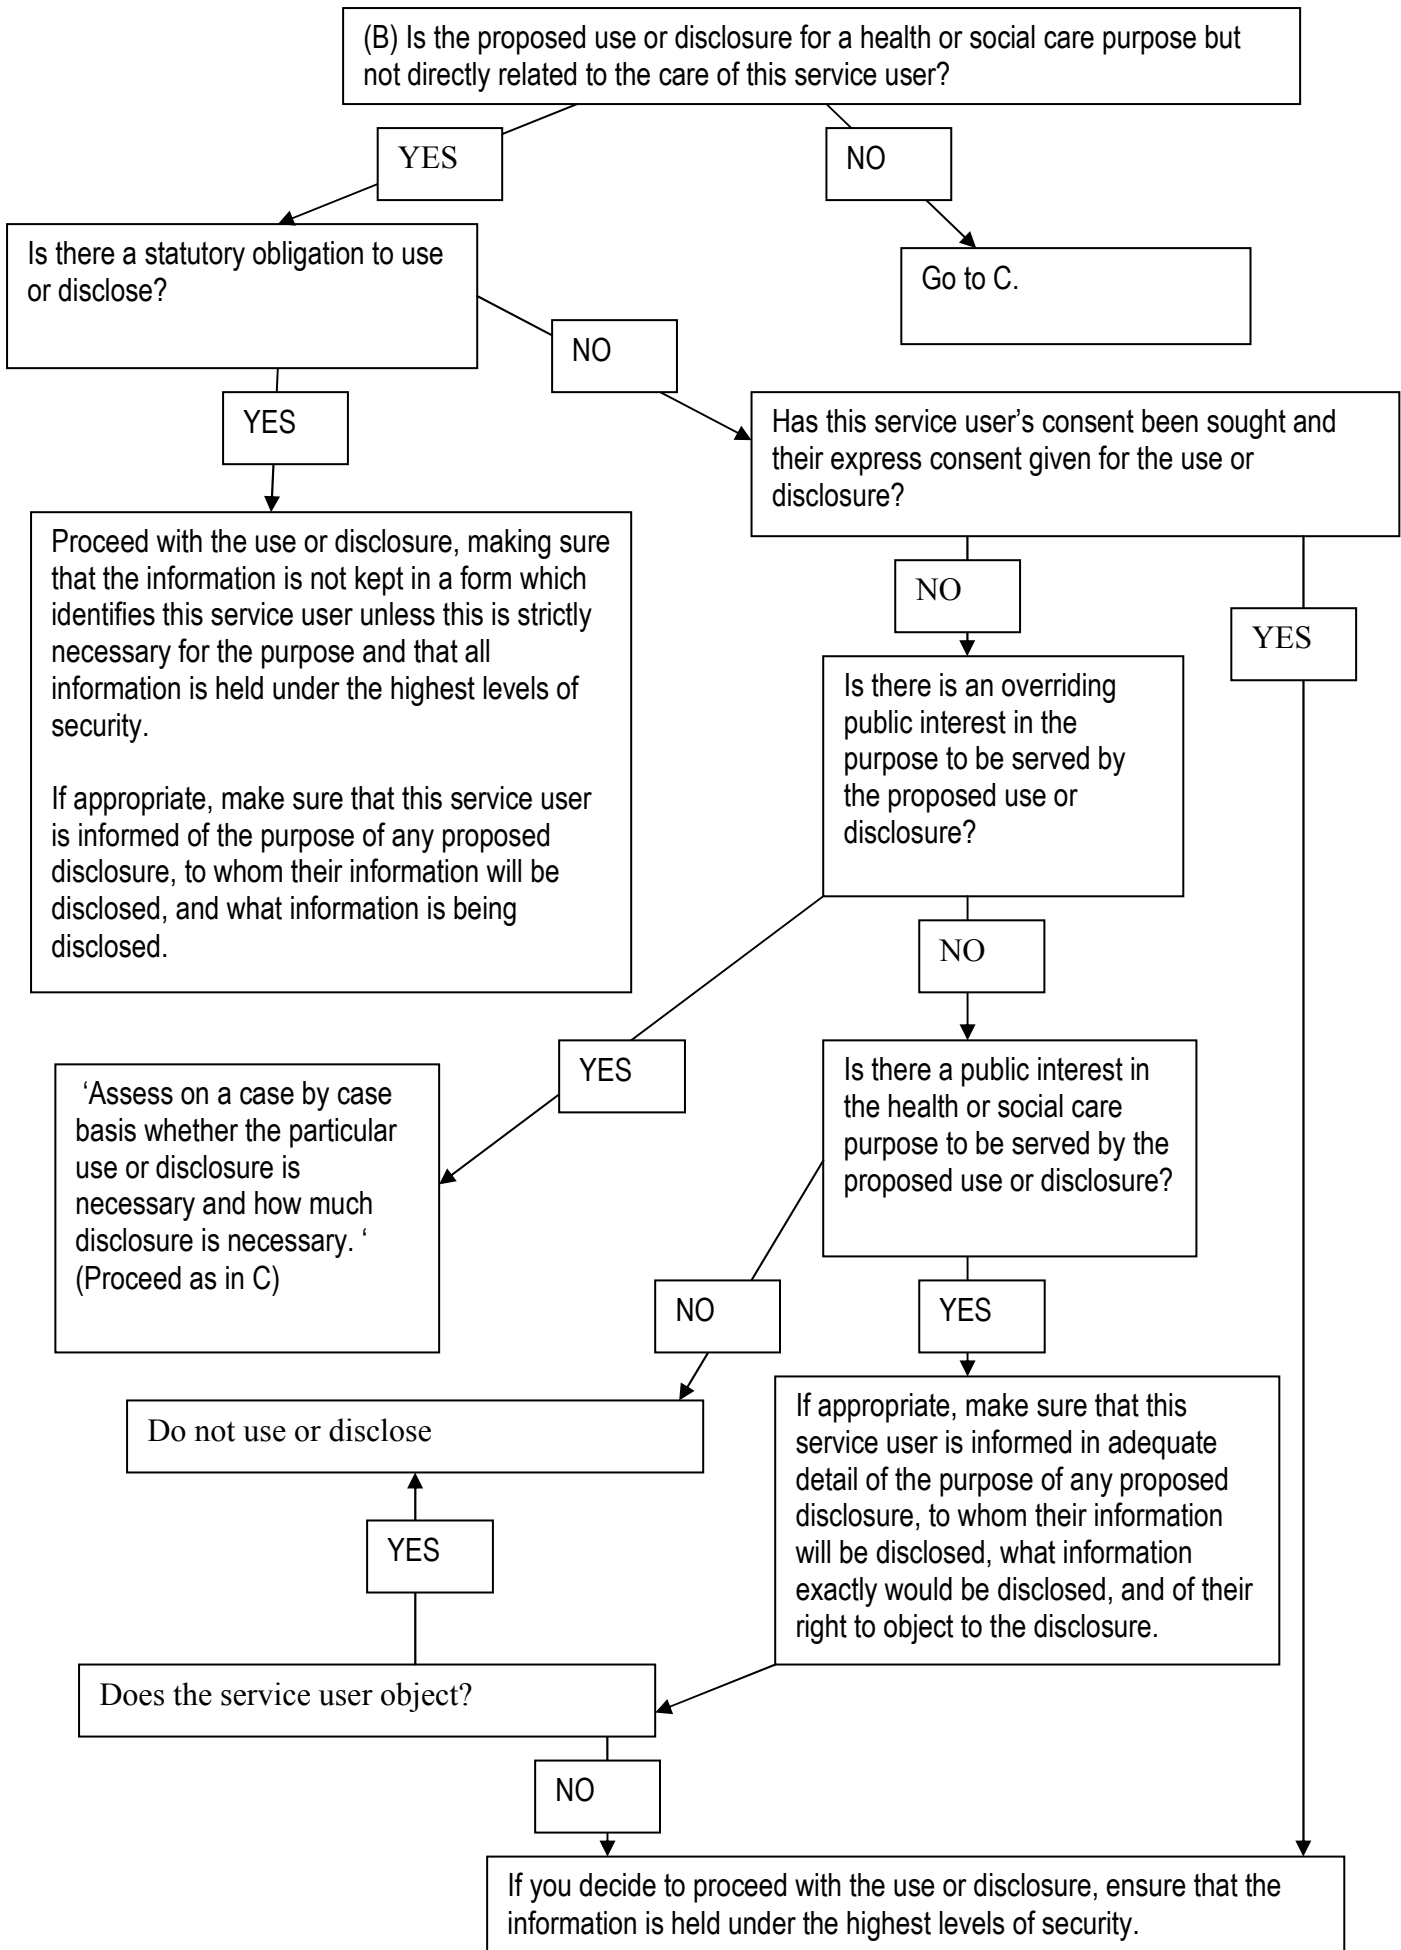 (B) Is the proposed use or disclosure for a health or social care purpose but
not directly related to the care of this service user?
YES
NO
Is there a statutory obligation to use
or disclose?
Go to C.
NO
YES
Has this service user’s consent been sought and
their express consent given for the use or
disclosure?
Proceed with the use or disclosure, making sure
that the information is not kept in a form which
identifies this service user unless this is strictly
necessary for the purpose and that all
information is held under the highest levels of
security.
If appropriate, make sure that this service user
is informed of the purpose of any proposed
disclosure, to whom their information will be
disclosed, and what information is being
disclosed.
NO
YES
Is there is an overriding
public interest in the
purpose to be served by
the proposed use or
disclosure?
NO
YES
‘Assess on a case by case
basis whether the particular
use or disclosure is
necessary and how much
disclosure is necessary. ‘
(Proceed as in C)
Is there a public interest in
the health or social care
purpose to be served by the
proposed use or disclosure?
NO
YES
Do not use or disclose
If appropriate, make sure that this
service user is informed in adequate
detail of the purpose of any proposed
disclosure, to whom their information
will be disclosed, what information
exactly would be disclosed, and of their
right to object to the disclosure.
YES
Does the service user object?
NO
If you decide to proceed with the use or disclosure, ensure that the
information is held under the highest levels of security.